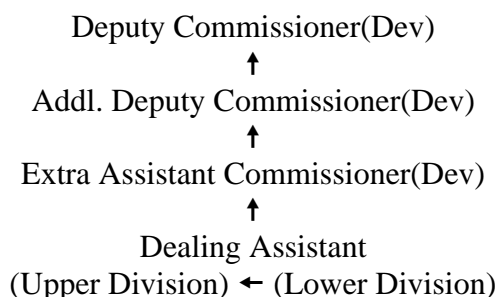 Deputy Commissioner(Dev)
Addl. Deputy Commissioner(Dev)
Extra Assistant Commissioner(Dev)
Dealing Assistant
(Upper Division) ← (Lower Division)